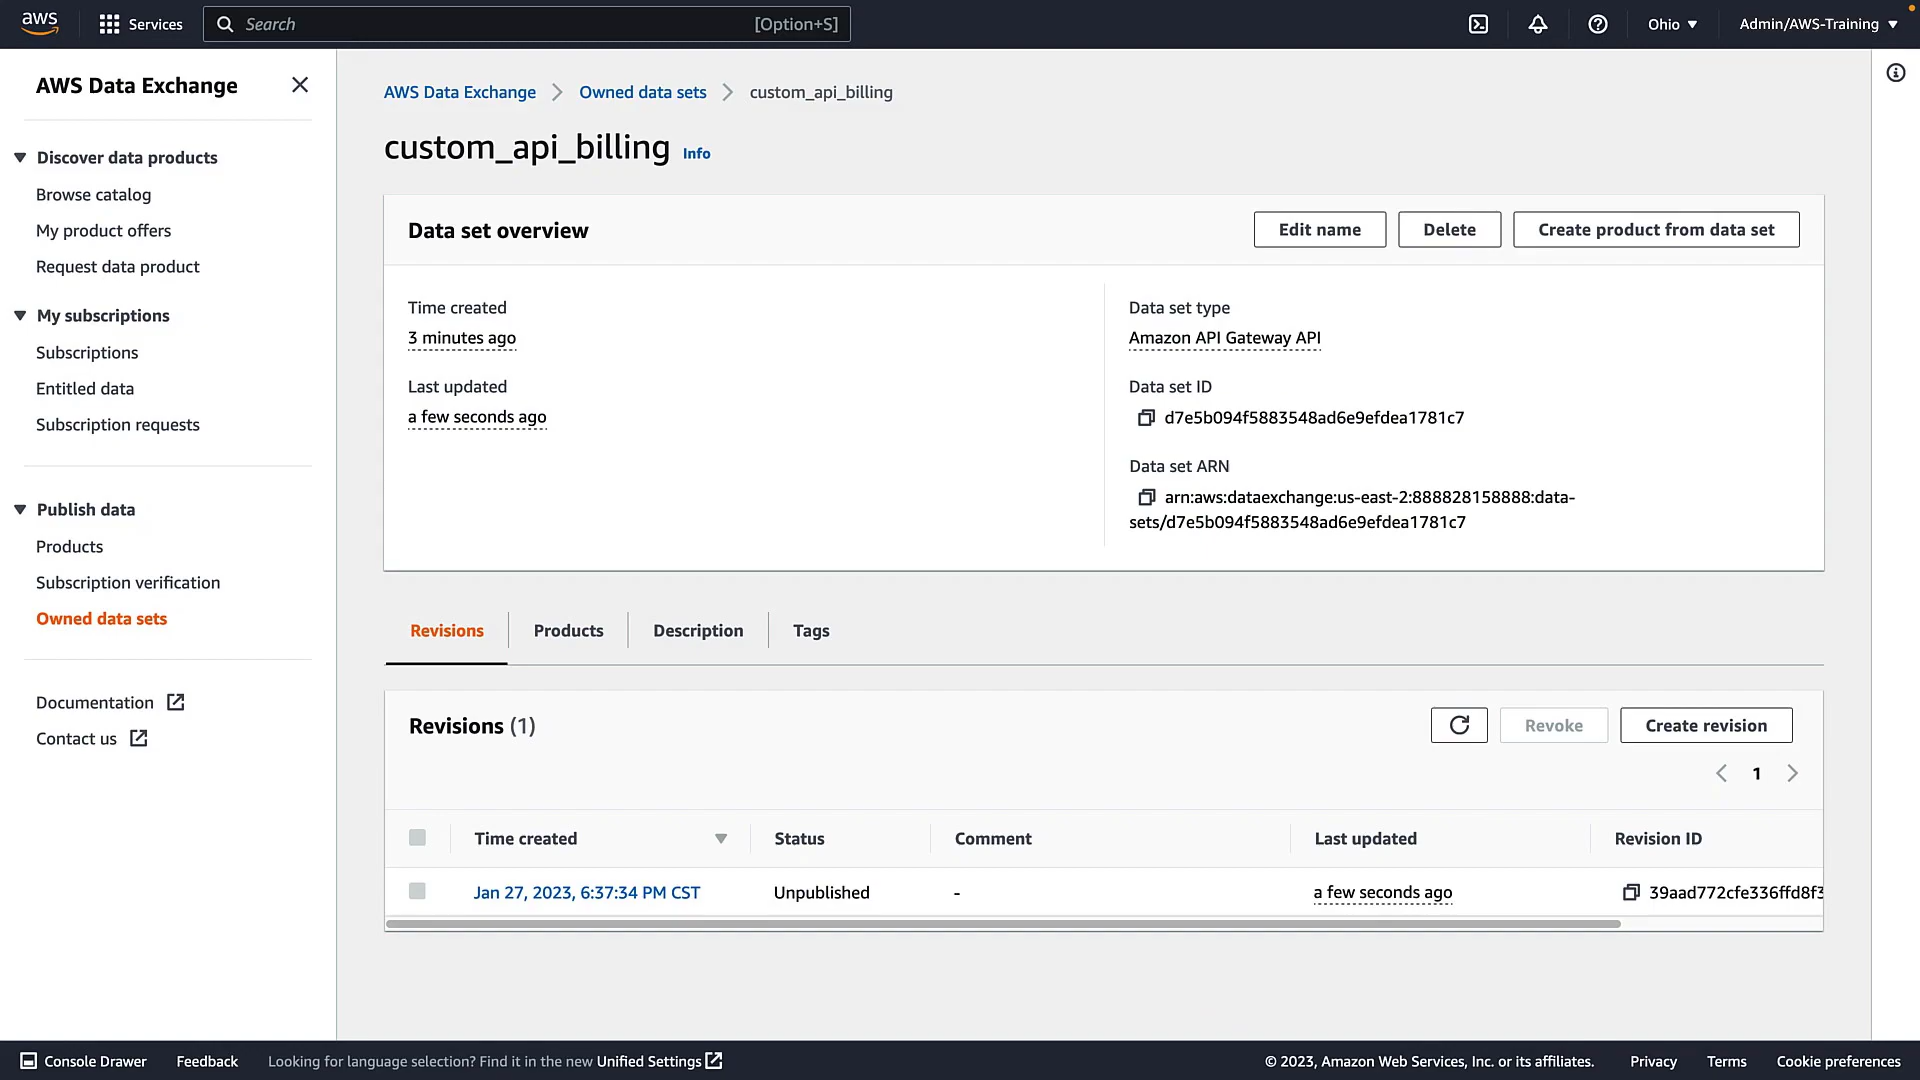 aws
Services
Search
[Option+S]
Ohio
Admin/AWS-Training
AWS Data Exchange
Discover data products
Browse catalog
My product offers
Request data product
My subscriptions
Subscriptions
Entitled data
Subscription requests
Publish data
Products
Subscription verification
Owned data sets
Documentation
Contact us
AWS Data Exchange
Owned data sets
custom_api_billing
custom_api_billing Info
Data set overview
Edit name
Delete
Create product from data set
Time created
3 minutes ago
Last updated
a few seconds ago
Data set type
Amazon API Gateway API
Data set ID
d7e5b094f5883548ad6e9efdea1781c7
Data set ARN
arn:aws:dataexchange:us-east-2:888828158888:data-
sets/d7e5b094f5883548ad6e9efdea1781c7
Revisions
Products
Description
Tags
Revisions (1)
Revoke
Create revision
1
Time created
Status
Comment
Last updated
Revision ID
Jan 27, 2023, 6:37:34 PM CST
Unpublished
-
a few seconds ago
39aad772cfe336ffd8f3
Console Drawer
Feedback
Looking for language selection? Find it in the new Unified Settings
© 2023, Amazon Web Services, Inc. or its affiliates.
Privacy
Terms
Cookie preferences